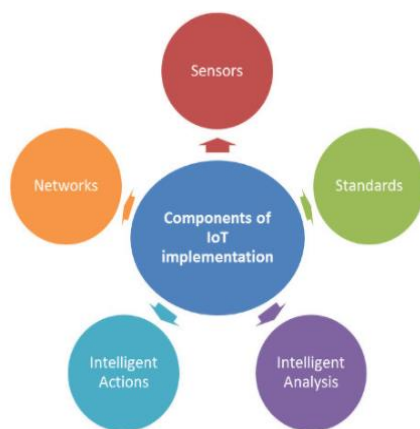 Sensors
Networks
Standards
Components of
IoT
implementation
Intelligent
Actions
Intelligent
Analysis